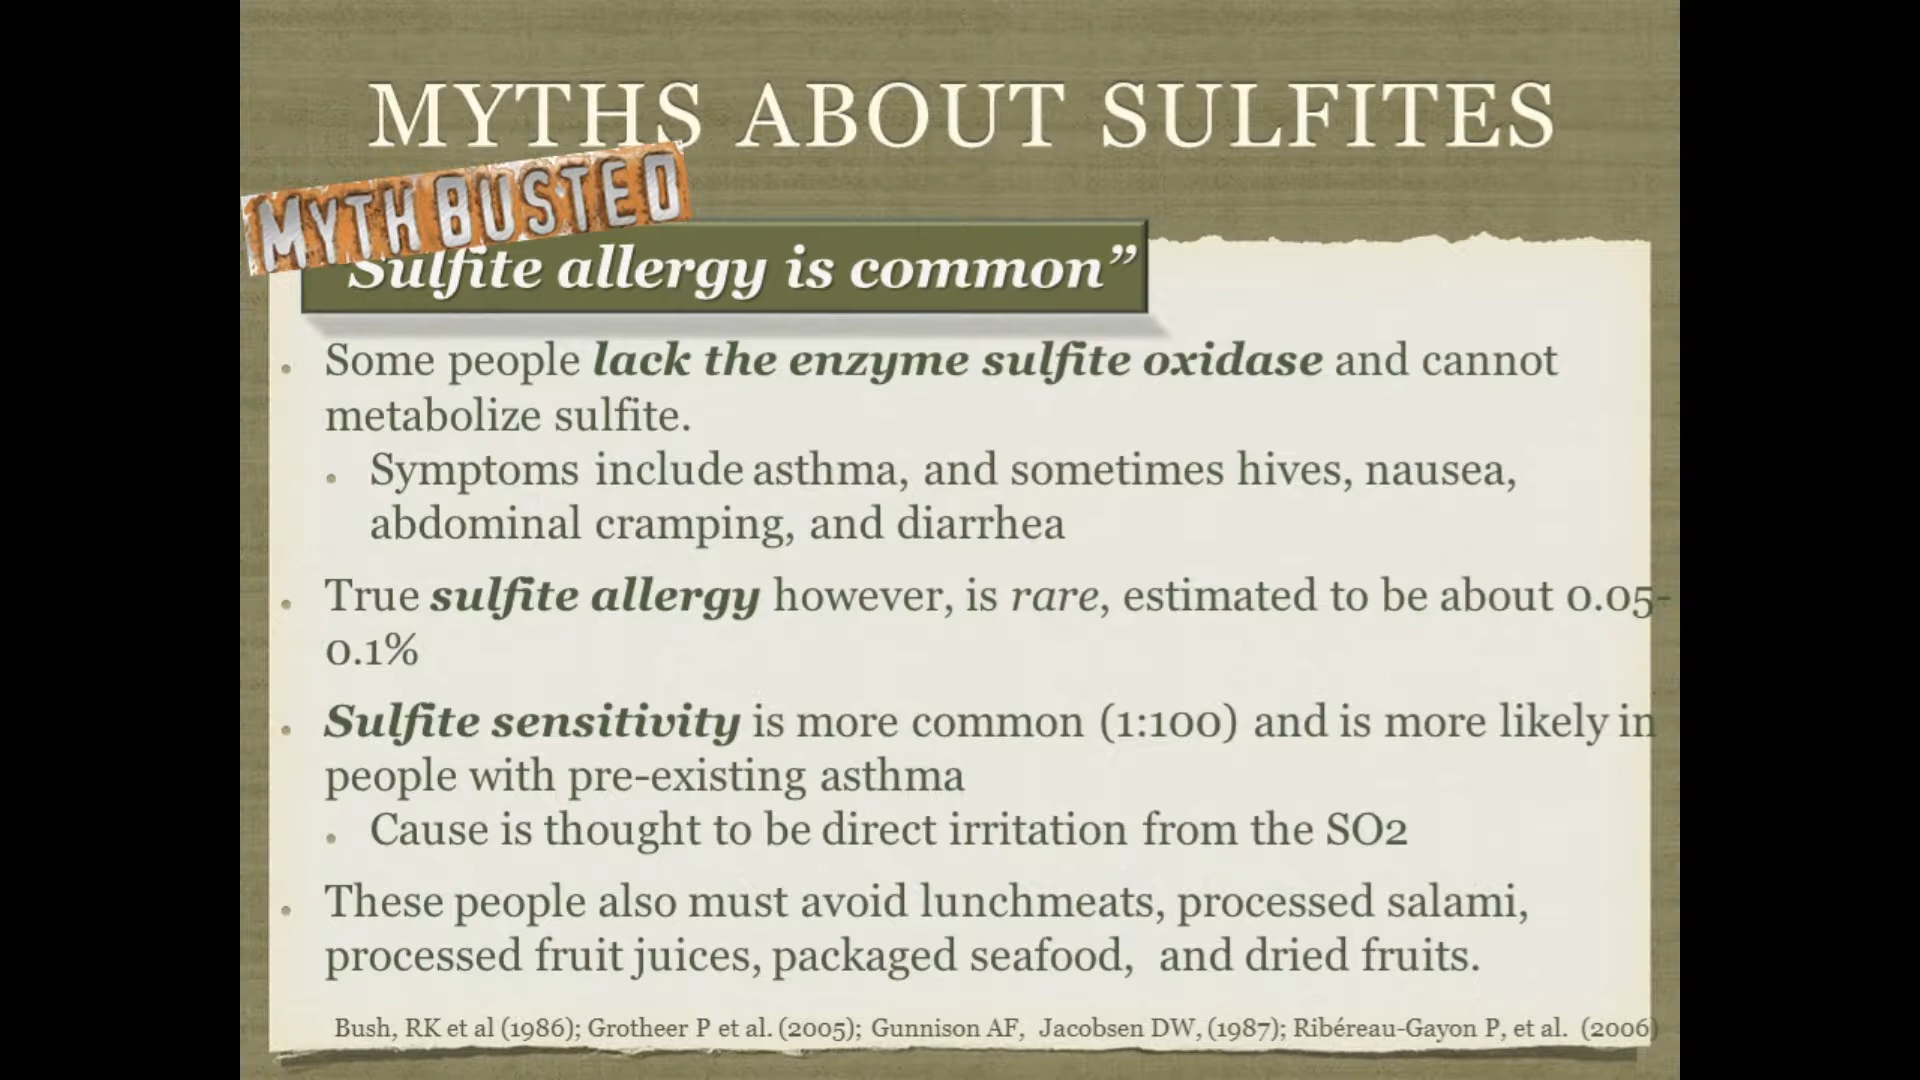 MYTHS ABOUT SULFITES
MYTH BUSTED
Sulfite allergy is common”
Some people lack the enzyme sulfite oxidase and cannot
metabolize sulfite.
Symptoms include asthma, and sometimes hives, nausea,
abdominal cramping, and diarrhea
True sulfite allergy however, is rare, estimated to be about 0.05-
0.1%
Sulfite sensitivity is more common (1:100) and is more likely in
people with pre-existing asthma
Cause is thought to be direct irritation from the SO2
These people also must avoid lunchmeats, processed salami,
processed fruit juices, packaged seafood, and dried fruits.
Bush, RK et al (1986); Grotheer P et al. (2005); Gunnison AF, Jacobsen DW, (1987); Ribéreau-Gayon P, et al. (2006)